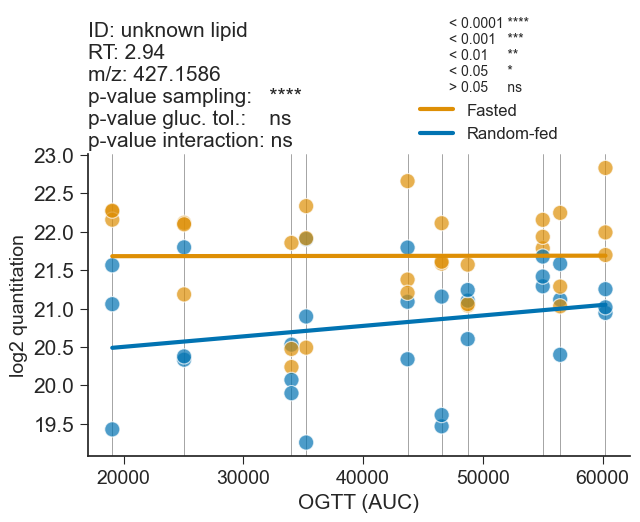 ID: unknown lipid
RT: 2.94
m/z: 427.1586
p-value sampling: ****
p-value gluc. tol.: ns
p-value interaction: ns
< 0.0001 ****
< 0.001 ***
< 0.01 **
< 0.05 *
> 0.05 ns
Fasted
Random-fed
log2 quantitation
23.0
22.5
22.0
21.5
21.0
20.5
20.0
19.5
20000 30000 40000 50000 60000
OGTT (AUC)